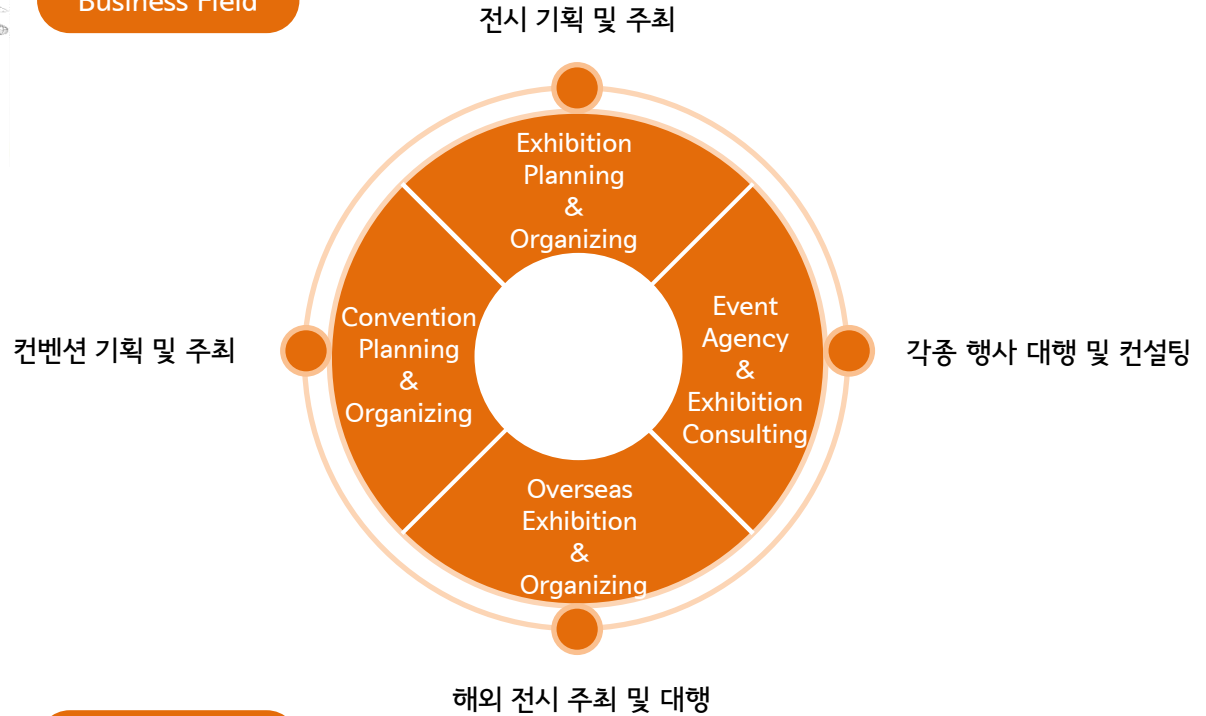 Business Field
전시 기획 및 주최
Exhibition
Planning
&
Organizing
컨벤션 기획 및 주최
Convention
Planning
&
Organizing
Event
Agency
&
Exhibition
Consulting
각종 행사 대행 및 컨설팅
Overseas
Exhibition
&
Organizing
해외 전시 주최 및 대행